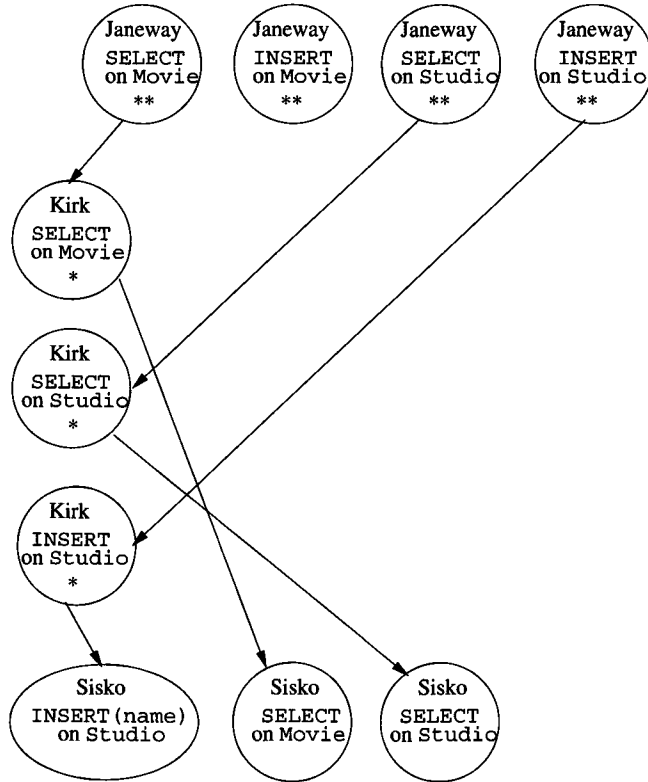 Janeway
SELECT
on Movie
**
Janeway
INSERT
on Movie
**
Janeway
SELECT
on Studio
**
Janeway
INSERT
on Studio
**
Kirk
SELECT
on Movie
*
Kirk
SELECT
on Studio
*
Kirk
INSERT
on Studio
*
Sisko
INSERT(name)
on Studio
Sisko
SELECT
on Movie
Sisko
SELECT
on Studio